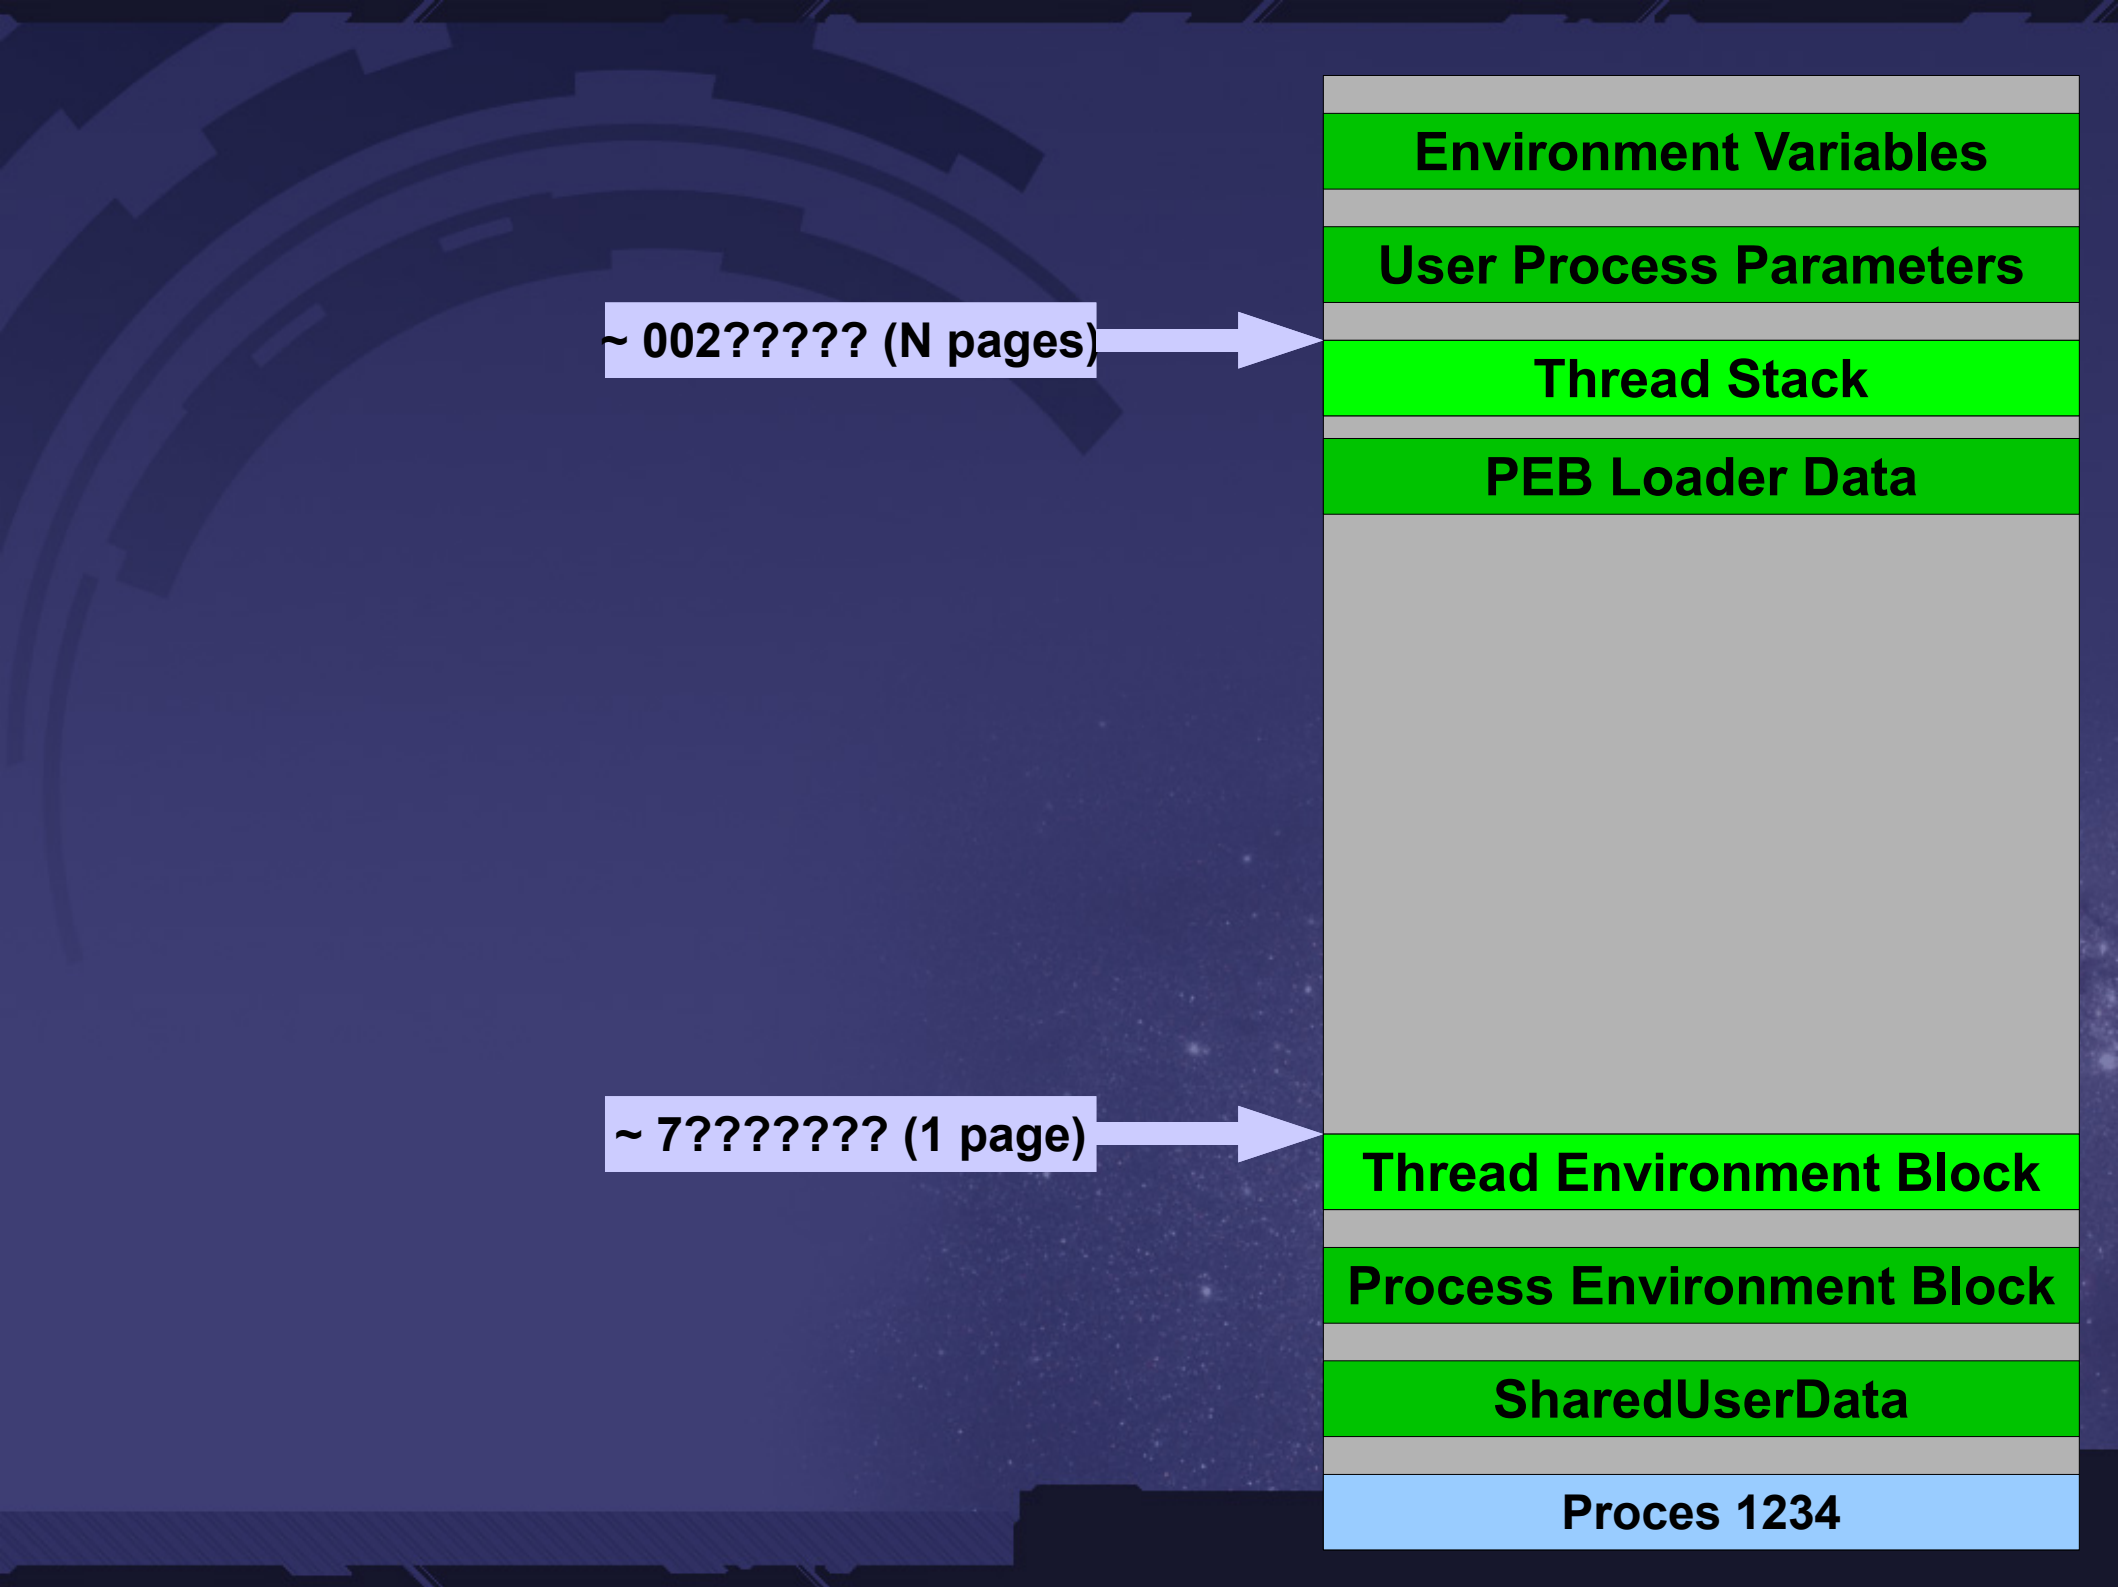 Environment Variables
User Process Parameters
~ 002????? (N pages)
Thread Stack
PEB Loader Data
~ 7??????? (1 page)
Thread Environment Block
Process Environment Block
SharedUserData
Proces 1234